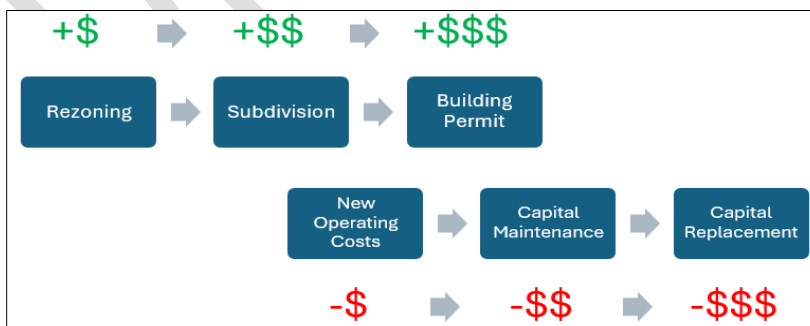 +$ +$$ +$$$
Rezoning Subdivision Building
Permit
New
Operating
Costs
Capital
Maintenance
Capital
Replacement
-$ -$$ -$$$